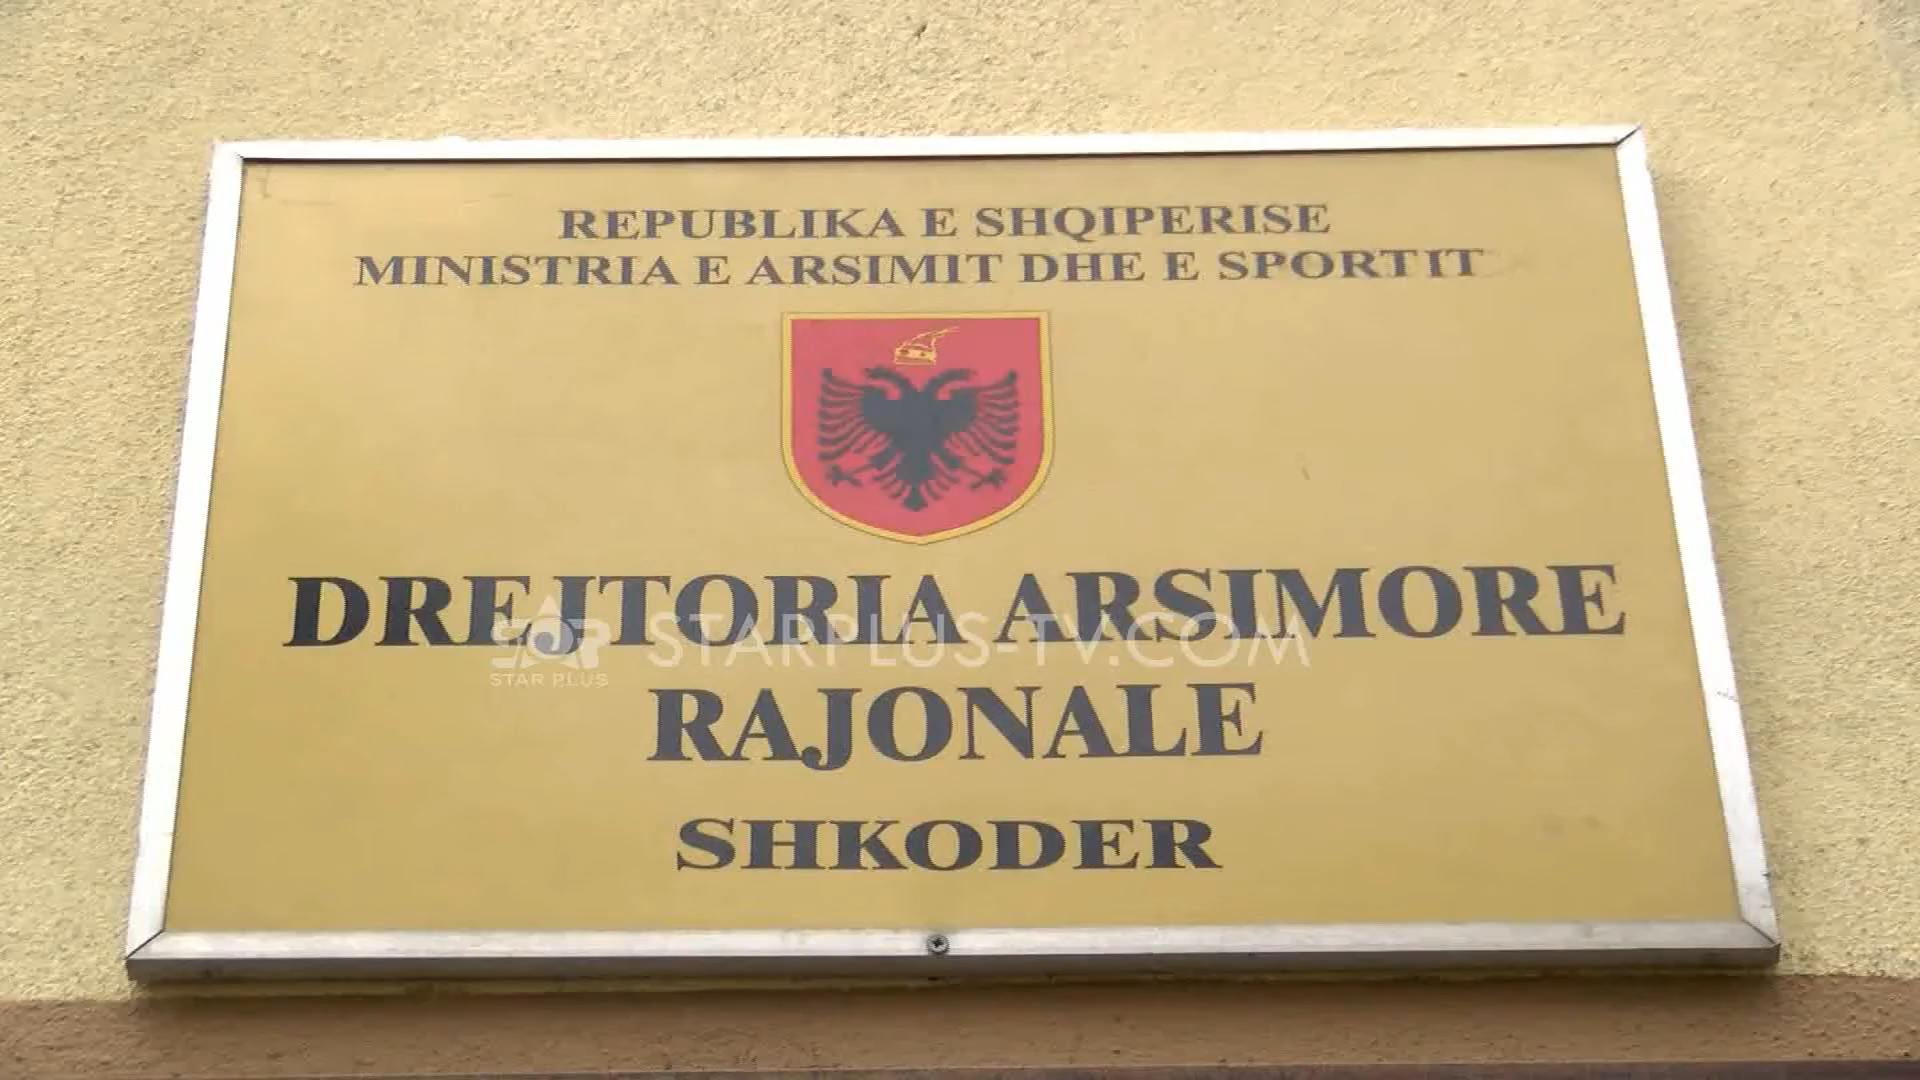 REPUBLIKA E SHQIPERISE
MINISTRIA E ARSIMIT DHE E SPORTIT
DREJTORIA ARSIMORE
STAR PLUS
STARPLUS-TV.COM
RAJONALE
SHKODER